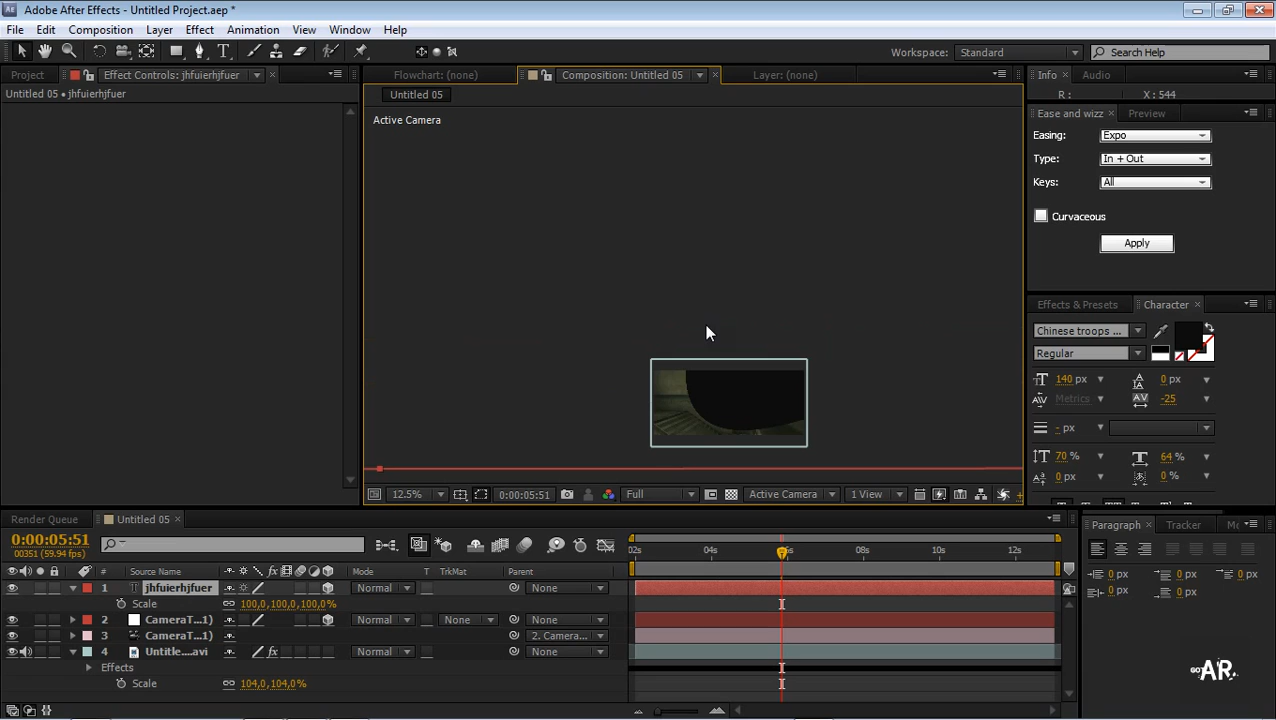 Adobe After Effects - Untitled Project.aep *
File Edit Composition Layer Effect Animation View Window Help
Workspace: Standard Search Help
Project Effect Controls: jhfuierhjfuer Flowchart: (none) Composition: Untitled 05 Layer: (none) Info Audio
Untitled 05 • jhfuierhjfuer Untitled 05 R : X : 544
Active Camera Ease and wizz Preview
Easing: Expo
Type: In + Out
Keys: All
Curvaceous
Apply
Effects & Presets Character
Chinese troops ...
Regular
140 px 0 px
Metrics -25
- px
70 % 64 %
0 px 0 %
12.5% 0:00:05:51 Full Active Camera 1 View
Render Queue Untitled 05 Paragraph Tracker
0:00:05:51
00351 (59.94 fps) 02s 04s 6s 08s 10s 12s
# Source Name Mode T TrkMat Parent
0 px 0 px 0 px
0 px 0 px
1 T jhfuierhjfuer Normal None
Scale 100,0,100,0,100,0%
2 CameraT...1) Normal None None
3 CameraT...1) 2. Camera...
4 Untitle....avi Normal None
Effects
Scale 104,0,104,0%
AR.